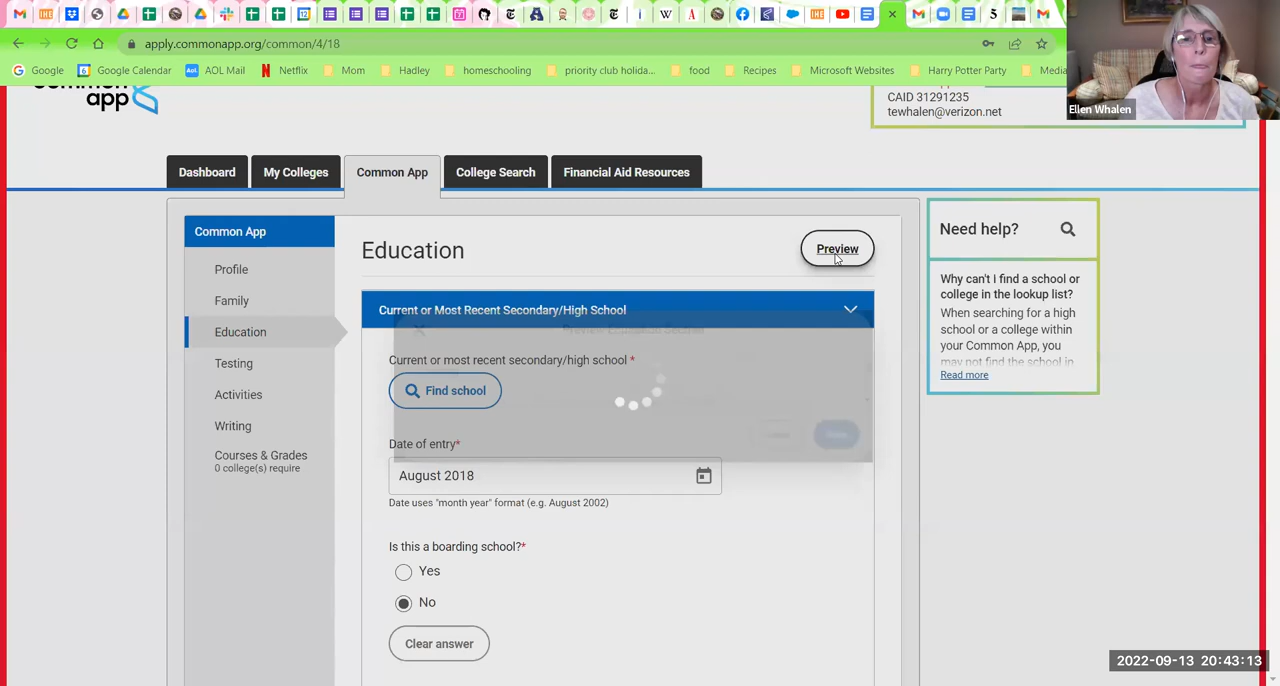 apply.commonapp.org/common/4/18
Google
Google Calendar
AOL Mail
Netflix
Mom
Hadley
homeschooling
priority club holida...
food
Recipes
Microsoft Websites
Harry Potter Party
Media
Ellen Whalen
app
CAID 31291235
tewhalen@verizon.net
Dashboard
My Colleges
Common App
College Search
Financial Aid Resources
Common App
Profile
Family
Education
Testing
Activities
Writing
Courses & Grades
0 college(s) require
Education
Preview
Current or Most Recent Secondary/High School
Preview Education Section
Current or most recent secondary/high school *
Find school
Date of entry*
August 2018
Date uses "month year" format (e.g. August 2002)
Is this a boarding school?*
Yes
No
Clear answer
Need help?
Why can't I find a school or
college in the lookup list?
When searching for a high
school or a college within
your Common App, you
may not find the school in
Read more
2022-09-13 20:43:13